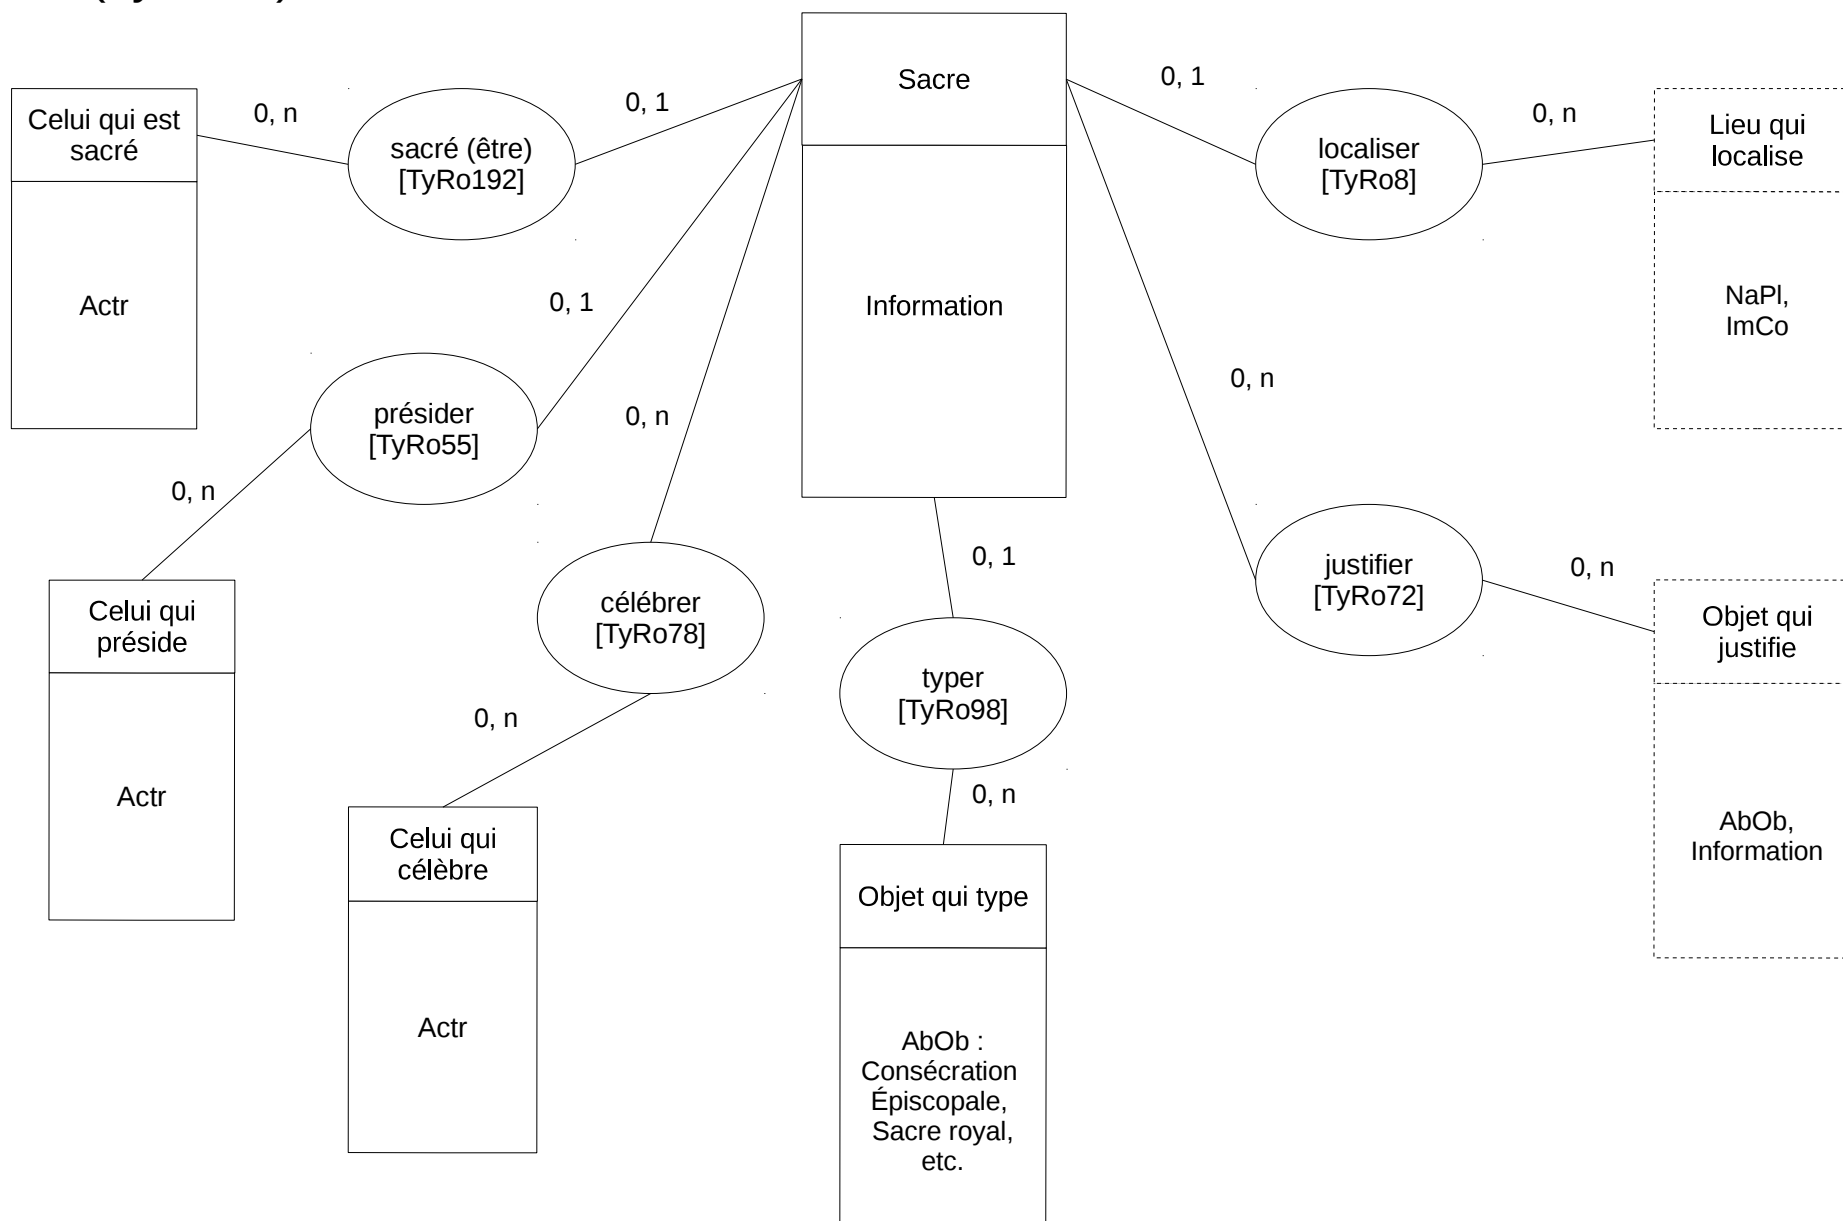 Sacre
Information
Celui qui est
sacré
Actr
0, n
sacré (être)
[TyRo192]
0, 1
0, 1
localiser
[TyRo8]
0, n
Lieu qui
localise
NaPl,
ImCo
0, 1
présider
[TyRo55]
0, n
Celui qui
préside
Actr
0, n
célébrer
[TyRo78]
0, n
Celui qui
célèbre
Actr
0, 1
typer
[TyRo98]
0, n
Objet qui type
AbOb :
Consécration
Épiscopale,
Sacre royal,
etc.
0, n
justifier
[TyRo72]
0, n
Objet qui
justifie
AbOb,
Information